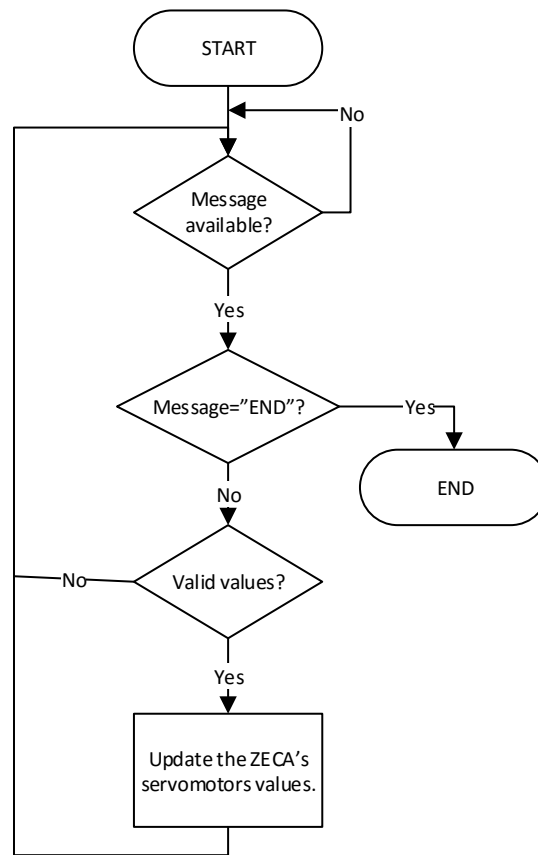 START
No
Message
available?
Yes
Message=”END”?
Yes
END
No
Valid values?
No
Yes
Update the ZECA’s
servomotors values.